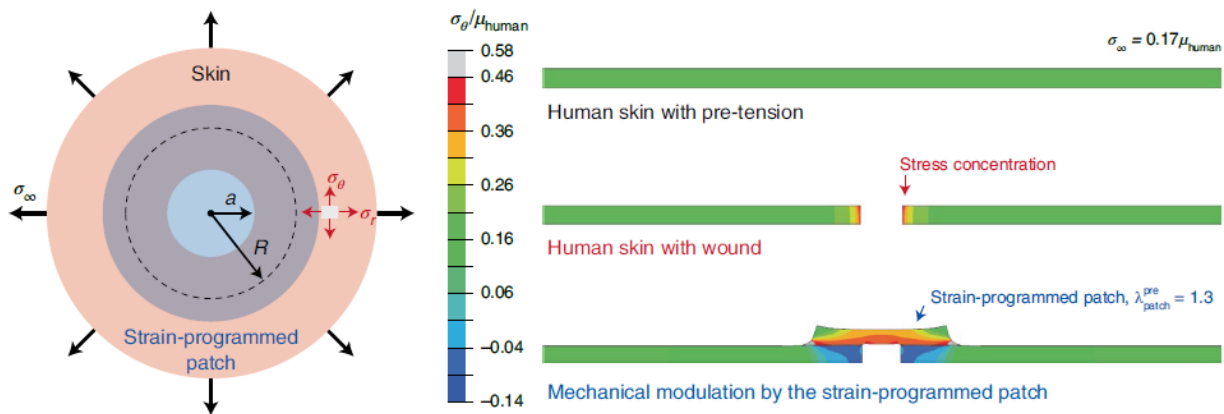 Skin
σ∞
σθ
a
σr
R
Strain-programmed
patch
σθ/μhuman
0.58
0.46
0.36
0.26
0.16
0.06
–0.04
–0.14
σ∞ = 0.17μhuman
Human skin with pre-tension
Stress concentration
Human skin with wound
Strain-programmed patch, λ^pre_patch = 1.3
Mechanical modulation by the strain-programmed patch